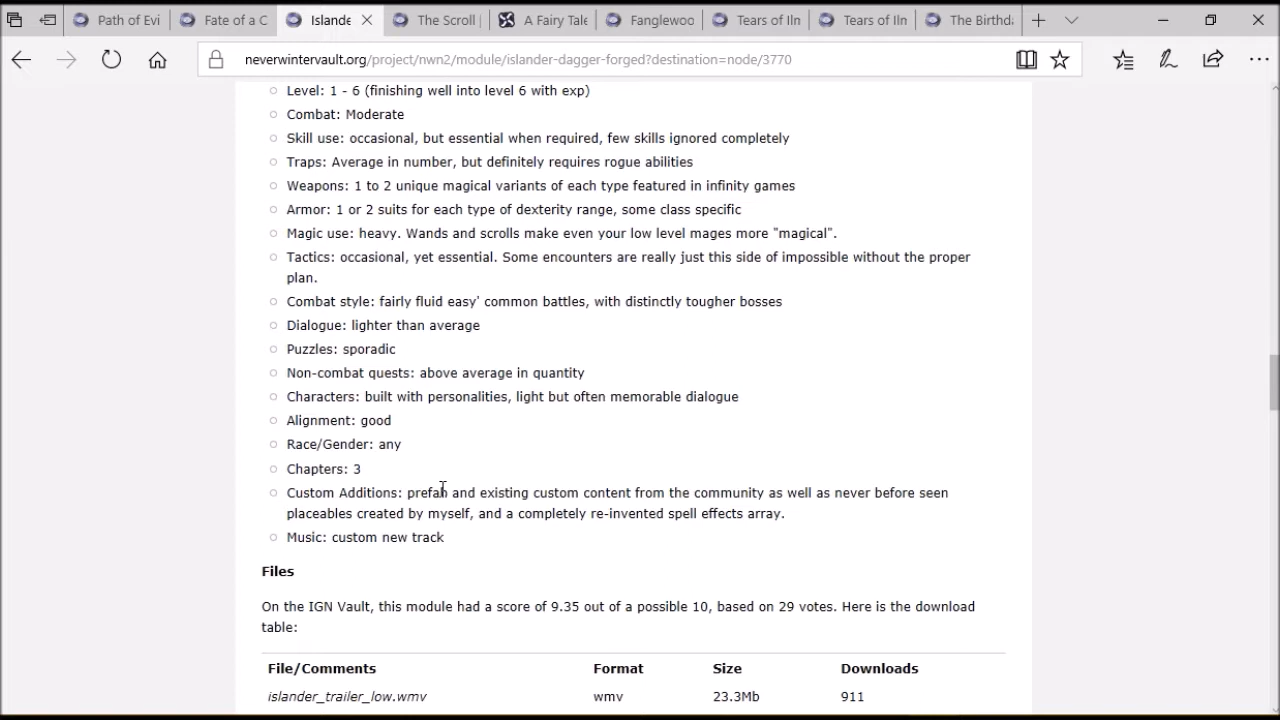 Path of Evi
Fate of a C
Islande
The Scroll
A Fairy Tale
Fanglewoo
Tears of Iln
Tears of Iln
The Birthda
neverwintervault.org/project/nwn2/module/islander-dagger-forged?destination=node/3770
Level: 1 - 6 (finishing well into level 6 with exp)
Combat: Moderate
Skill use: occasional, but essential when required, few skills ignored completely
Traps: Average in number, but definitely requires rogue abilities
Weapons: 1 to 2 unique magical variants of each type featured in infinity games
Armor: 1 or 2 suits for each type of dexterity range, some class specific
Magic use: heavy. Wands and scrolls make even your low level mages more "magical".
Tactics: occasional, yet essential. Some encounters are really just this side of impossible without the proper
plan.
Combat style: fairly fluid easy' common battles, with distinctly tougher bosses
Dialogue: lighter than average
Puzzles: sporadic
Non-combat quests: above average in quantity
Characters: built with personalities, light but often memorable dialogue
Alignment: good
Race/Gender: any
Chapters: 3
Custom Additions: prefab and existing custom content from the community as well as never before seen
placeables created by myself, and a completely re-invented spell effects array.
Music: custom new track
Files
On the IGN Vault, this module had a score of 9.35 out of a possible 10, based on 29 votes. Here is the download
table:
File/Comments Format Size Downloads
islander_trailer_low.wmv wmv 23.3Mb 911